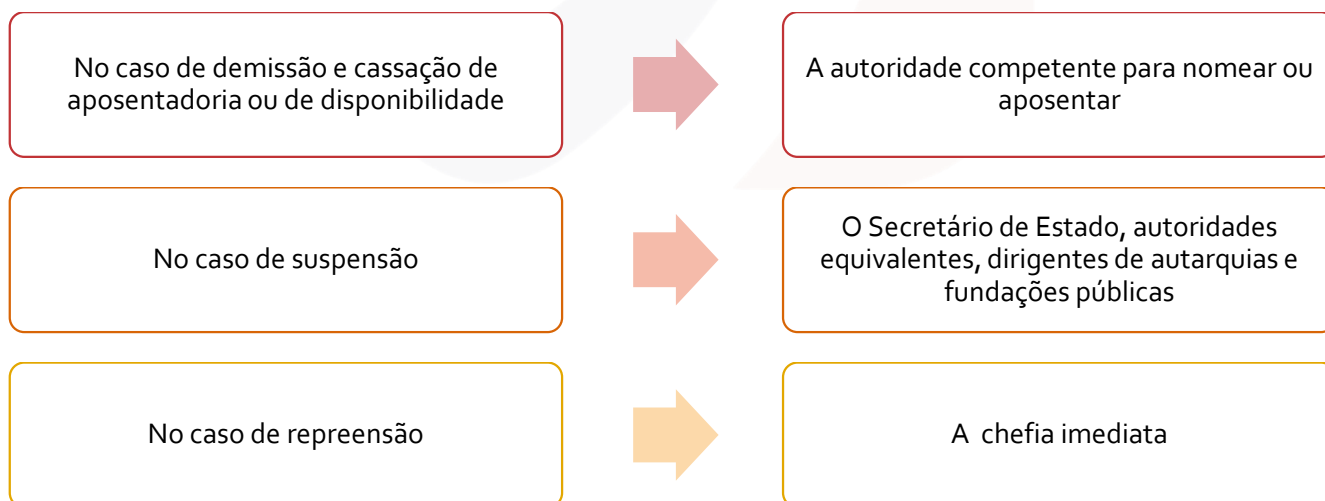 No caso de demissão e cassação de
aposentadoria ou de disponibilidade
A autoridade competente para nomear ou
aposentar
No caso de suspensão
O Secretário de Estado, autoridades
equivalentes, dirigentes de autarquias e
fundações públicas
No caso de repreensão
A chefia imediata